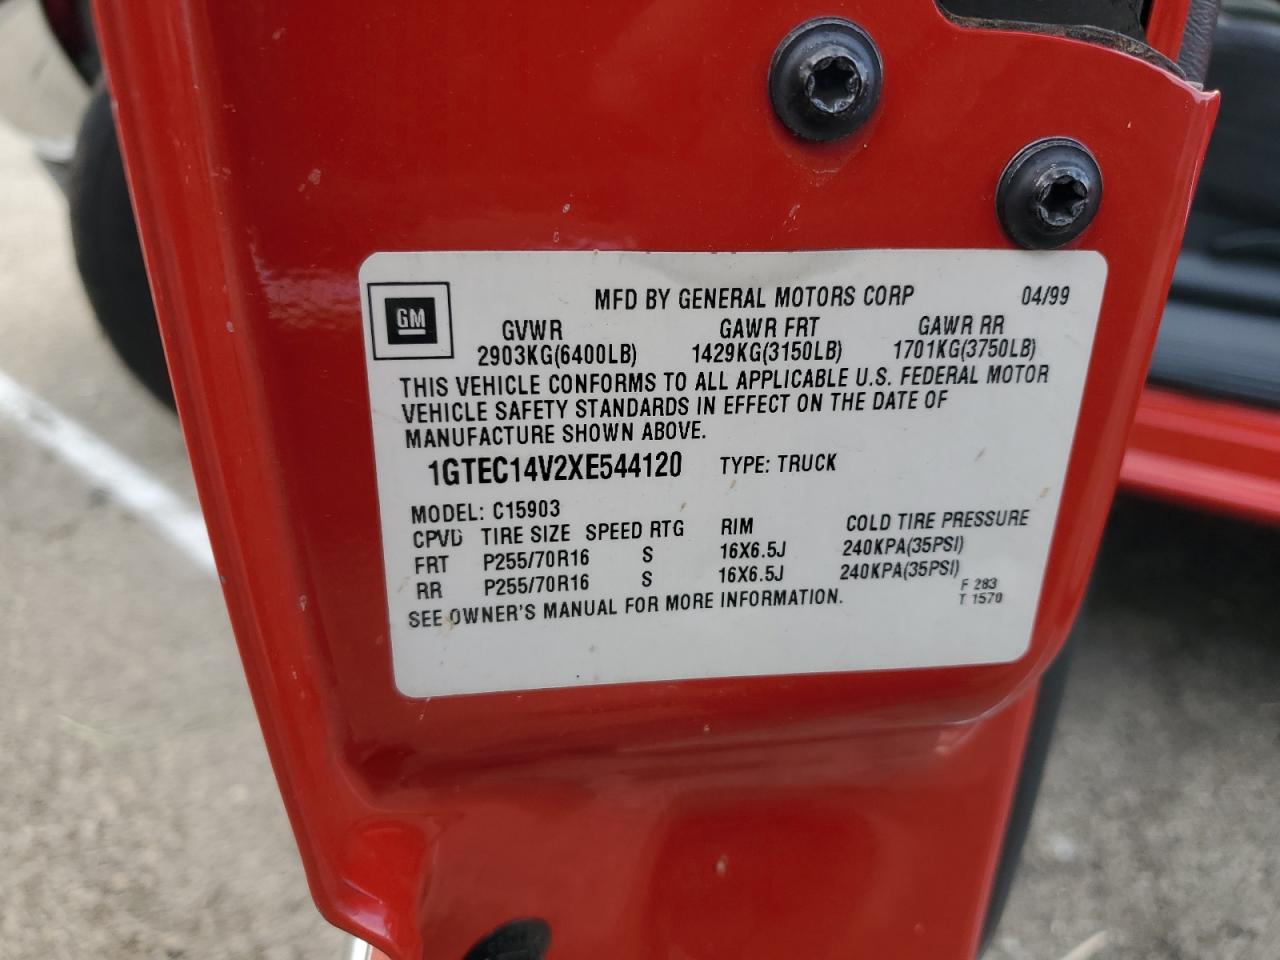 GM
MFD BY GENERAL MOTORS CORP 04/99
GVWR GAWR FRT GAWR RR
2903KG(6400LB) 1429KG(3150LB) 1701KG(3750LB)
THIS VEHICLE CONFORMS TO ALL APPLICABLE U.S. FEDERAL MOTOR
VEHICLE SAFETY STANDARDS IN EFFECT ON THE DATE OF
MANUFACTURE SHOWN ABOVE.
1GTEC14V2XE544120 TYPE: TRUCK
MODEL: C15903
CPVD TIRE SIZE SPEED RTG RIM COLD TIRE PRESSURE
FRT P255/70R16 S 16X6.5J 240KPA(35PSI)
RR P255/70R16 S 16X6.5J 240KPA(35PSI)
F 283
T 1570
SEE OWNER'S MANUAL FOR MORE INFORMATION.